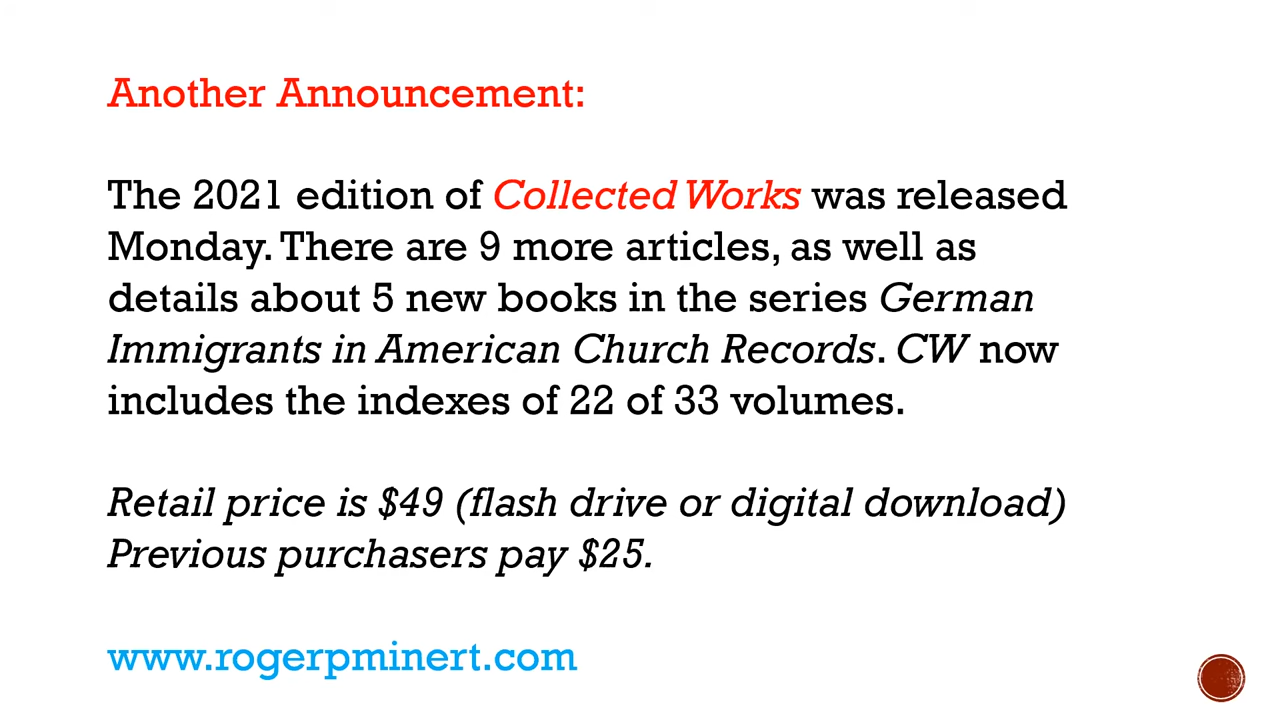 Another Announcement:
The 2021 edition of Collected Works was released
Monday. There are 9 more articles, as well as
details about 5 new books in the series German
Immigrants in American Church Records. CW now
includes the indexes of 22 of 33 volumes.
Retail price is $49 (flash drive or digital download)
Previous purchasers pay $25.
www.rogerpminert.com